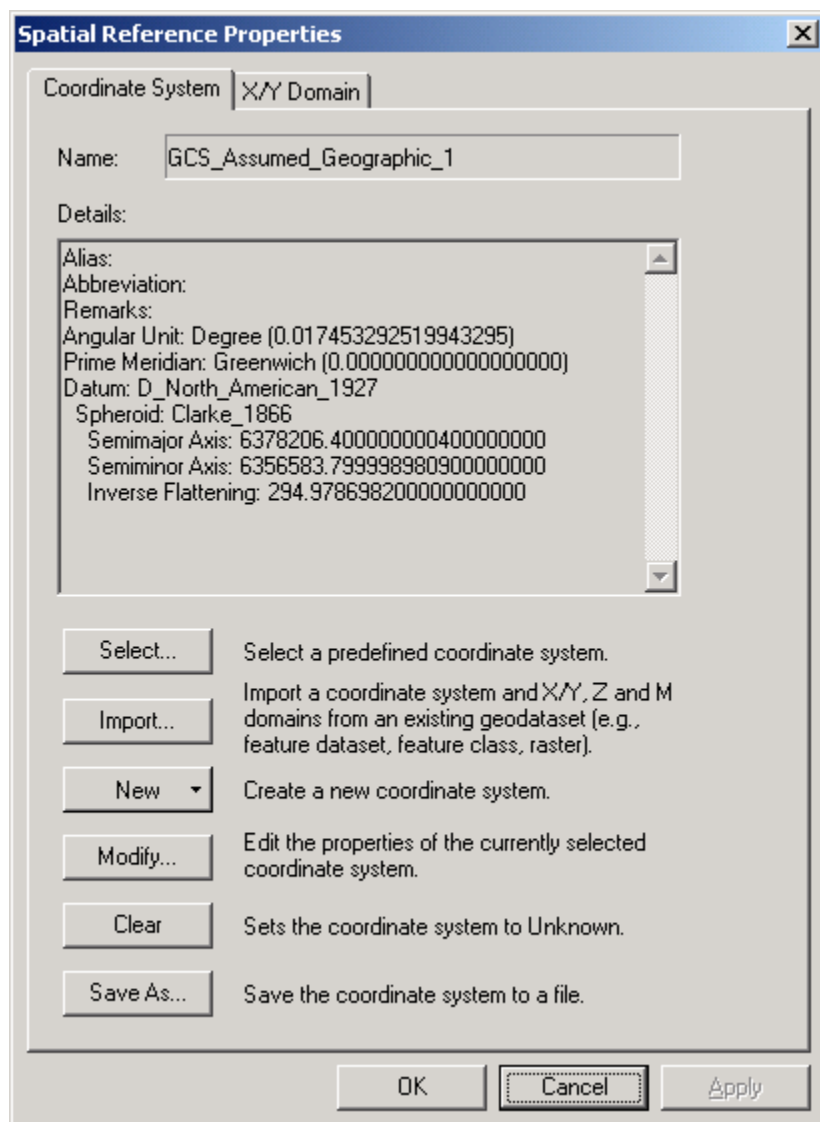 Spatial Reference Properties
Coordinate System
X/Y Domain
Name: GCS_Assumed_Geographic_1
Details:
Alias:
Abbreviation:
Remarks:
Angular Unit: Degree (0.017453292519943295)
Prime Meridian: Greenwich (0.000000000000000000)
Datum: D_North_American_1927
Spheroid: Clarke_1866
Semimajor Axis: 6378206.400000000400000000
Semiminor Axis: 6356583.799998980900000000
Inverse Flattening: 294.978698200000000000
Select... Select a predefined coordinate system.
Import... Import a coordinate system and X/Y, Z and M
domains from an existing geodataset (e.g.,
feature dataset, feature class, raster).
New Create a new coordinate system.
Modify... Edit the properties of the currently selected
coordinate system.
Clear Sets the coordinate system to Unknown.
Save As... Save the coordinate system to a file.
OK Cancel Apply